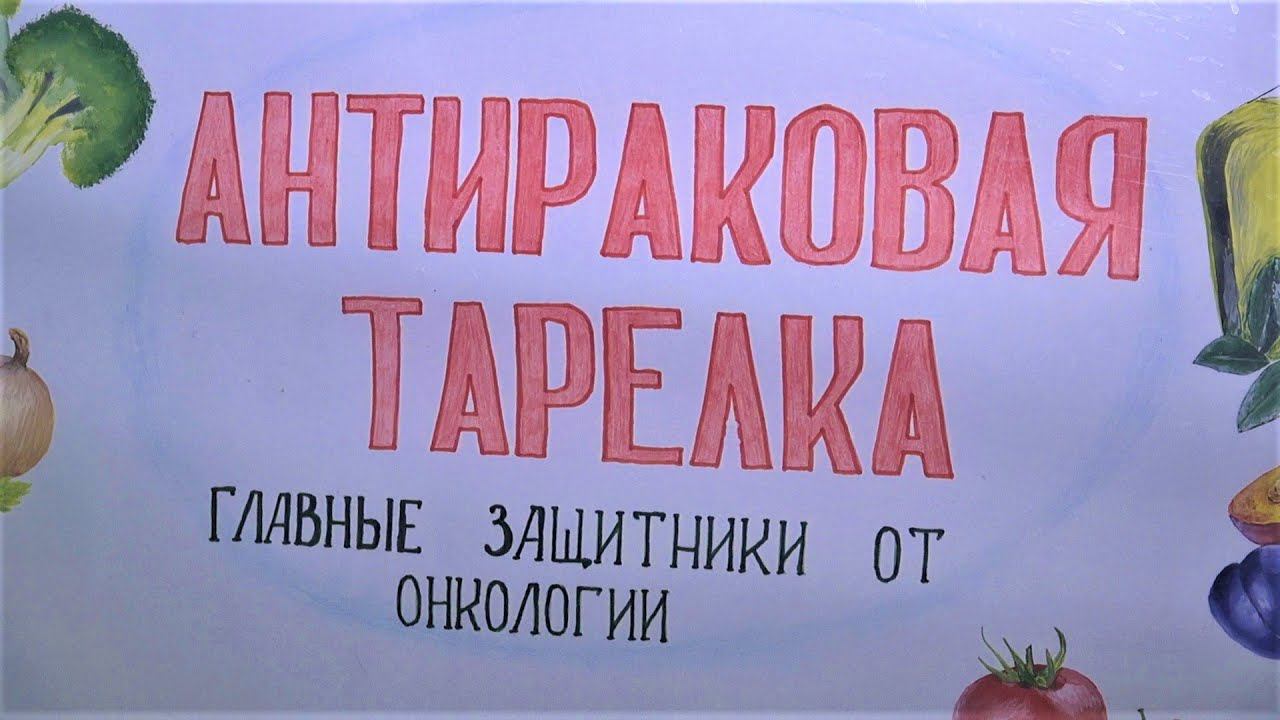 АНТИРАКОВАЯ
ТАРЕЛКА
ГЛАВНЫЕ ЗАЩИТНИКИ ОТ
ОНКОЛОГИИ